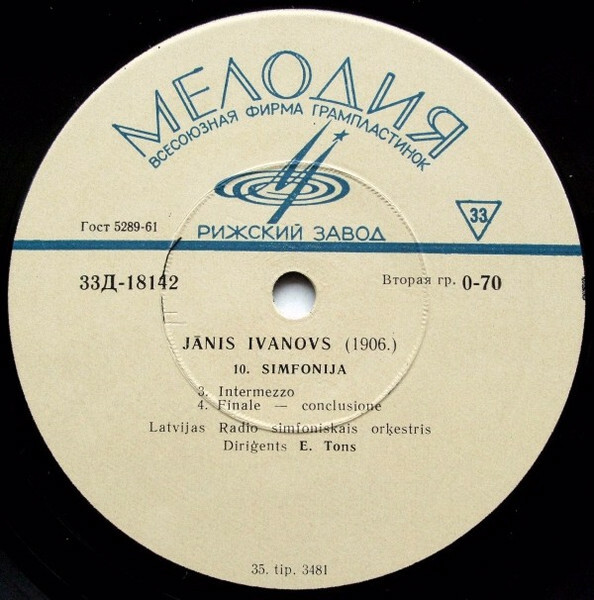 МЕЛОДИЯ
ВСЕСОЮЗНАЯ ФИРМА ГРАМПЛАСТИНОК
33
Гост 5289-61
РИЖСКИЙ ЗАВОД
33Д-18142
Вторая гр. 0-70
JĀNIS IVANOVS (1906.)
10. SIMFONIJA
3. Intermezzo
4. Finale — conclusione
Latvijas Radio simfoniskais orķestris
Diriģents E. Tons
35. tip. 3481